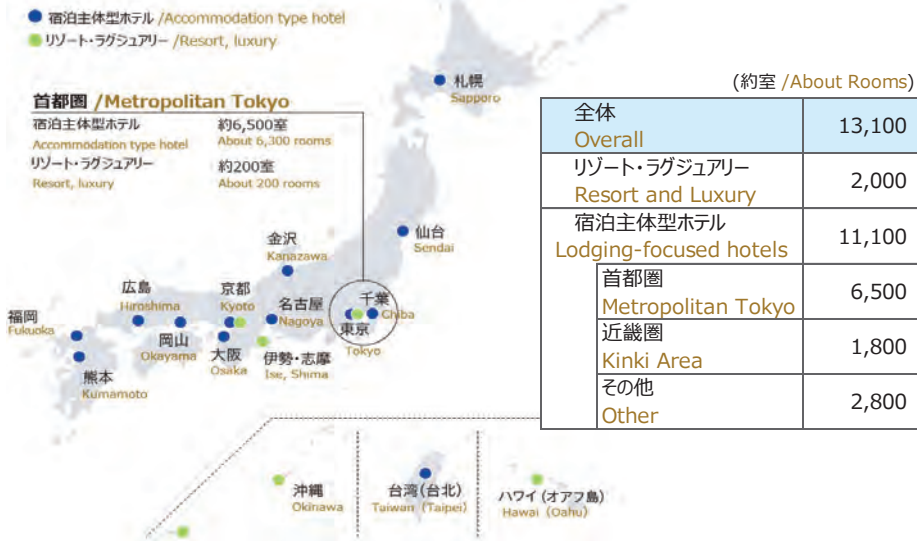 宿泊主体型ホテル /Accommodation type hotel
リゾート・ラグジュアリー /Resort, luxury
首都圏 /Metropolitan Tokyo
宿泊主体型ホテル 約6,500室
Accommodation type hotel About 6,300 rooms
リゾート・ラグジュアリー 約200室
Resort, luxury About 200 rooms
札幌
Sapporo
仙台
Sendai
金沢
Kanazawa
広島
Hiroshima
京都
Kyoto
名古屋
Nagoya
千葉
Chiba
東京
Tokyo
福岡
Fukuoka
岡山
Okayama
大阪
Osaka
伊勢・志摩
Ise, Shima
熊本
Kumamoto
沖縄
Okinawa
台湾(台北)
Taiwan (Taipei)
ハワイ (オアフ島)
Hawai (Oahu)
(約室 /About Rooms)
全体 13,100
Overall
リゾート・ラグジュアリー 2,000
Resort and Luxury
宿泊主体型ホテル 11,100
Lodging-focused hotels
首都圏 6,500
Metropolitan Tokyo
近畿圏 1,800
Kinki Area
その他 2,800
Other